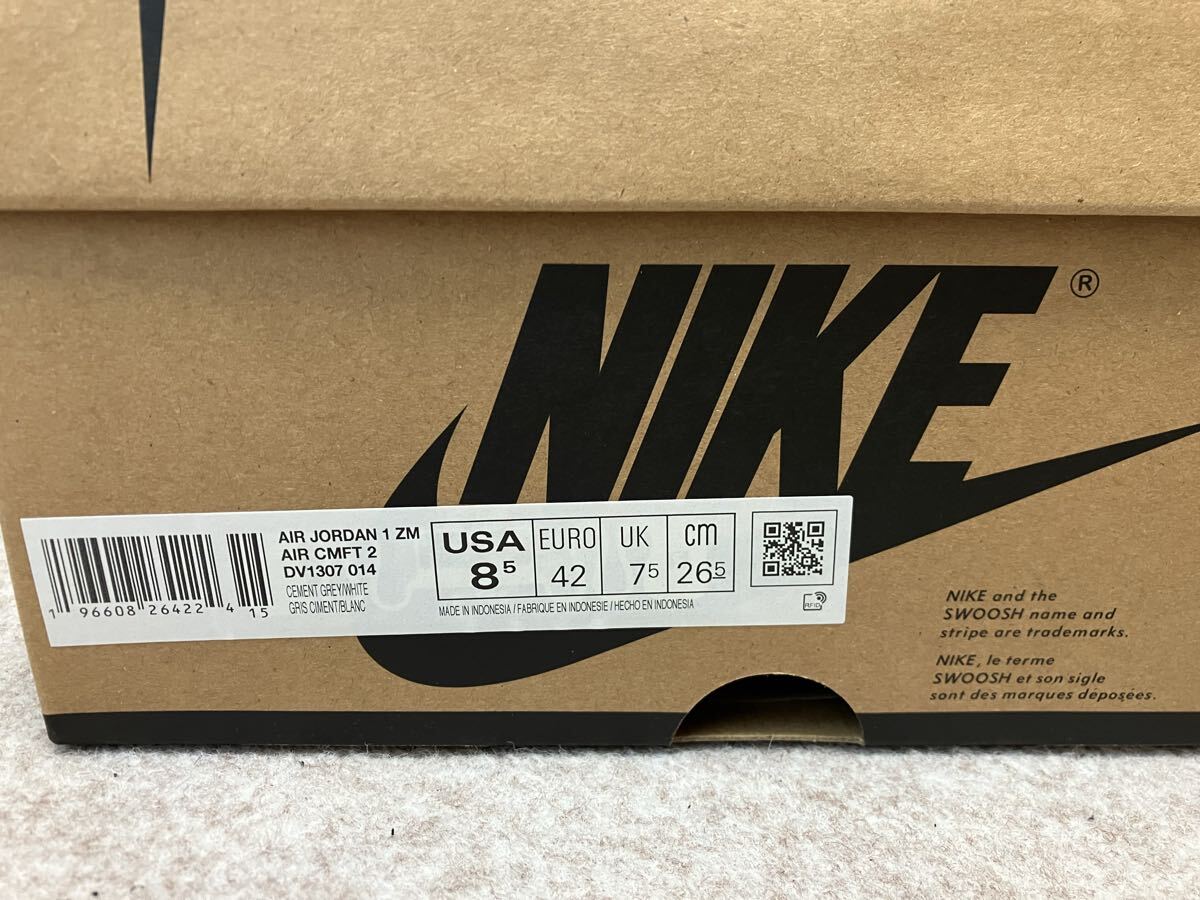 NIKE ®
AIR JORDAN 1 ZM
AIR CMFT 2
DV1307 014
CEMENT GREY/WHITE
GRIS CIMENT/BLANC
1 96608 26422 4 15
USA EURO UK cm
8⁵ 42 7⁵ 26⁵
MADE IN INDONESIA / FABRIQUE EN INDONESIE / HECHO EN INDONESIA
RFID
NIKE and the
SWOOSH name and
stripe are trademarks.
NIKE, le terme
SWOOSH et son sigle
sont des marques déposées.